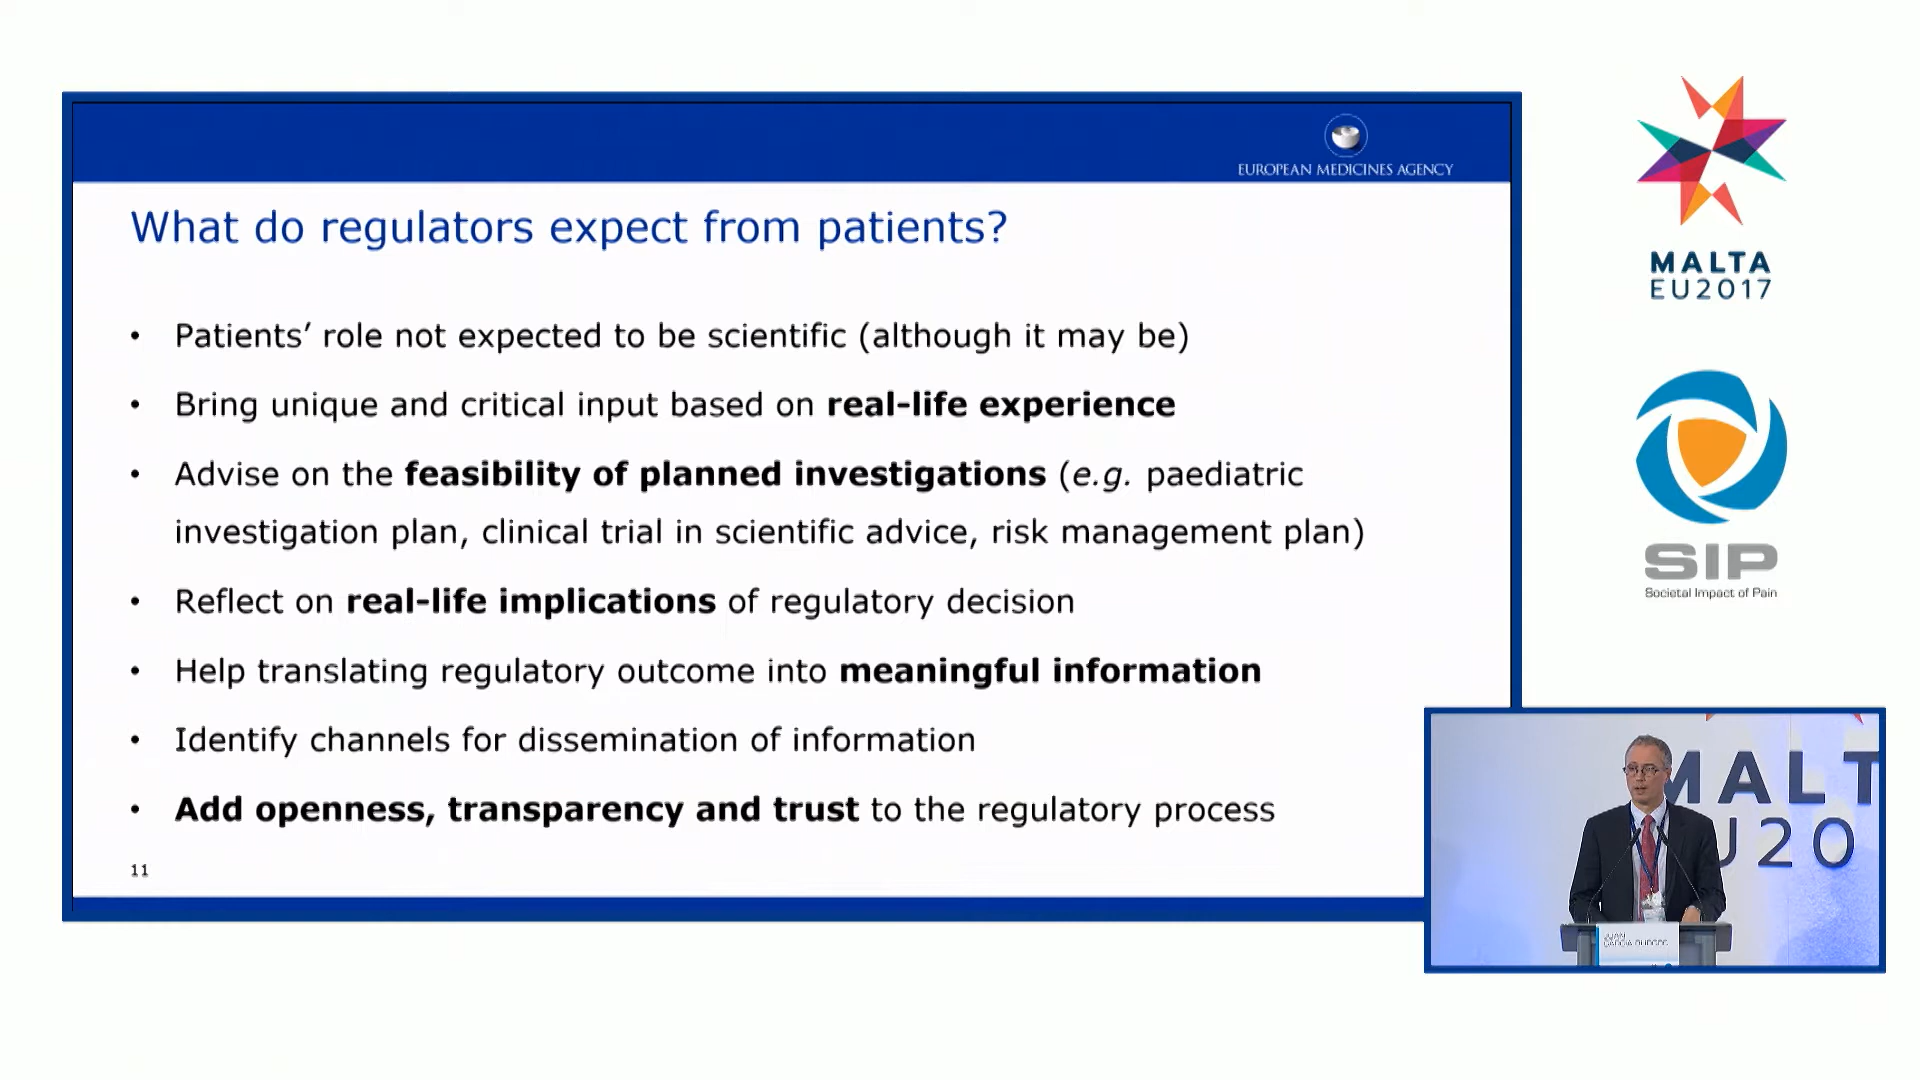 EUROPEAN MEDICINES AGENCY
What do regulators expect from patients?
• Patients’ role not expected to be scientific (although it may be)
• Bring unique and critical input based on real-life experience
• Advise on the feasibility of planned investigations (e.g. paediatric
investigation plan, clinical trial in scientific advice, risk management plan)
• Reflect on real-life implications of regulatory decision
• Help translating regulatory outcome into meaningful information
• Identify channels for dissemination of information
• Add openness, transparency and trust to the regulatory process
11
MALTA
EU2017
SIP
Societal Impact of Pain
MALT
U20
JUAN